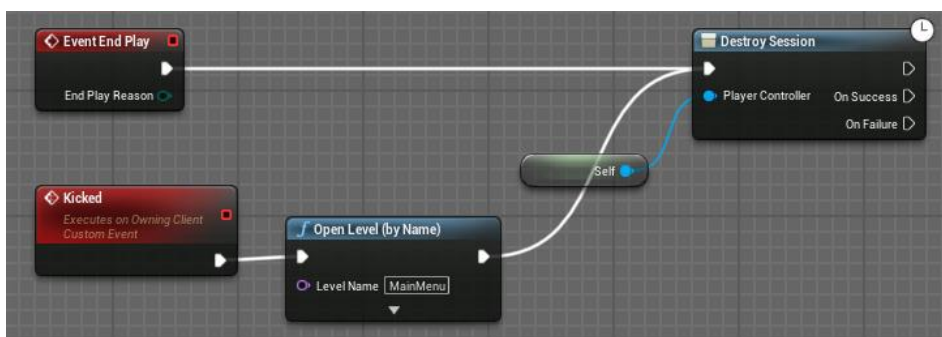 Event End Play
End Play Reason
Destroy Session
Player Controller On Success
On Failure
Self
Kicked
Executes on Owning Client
Custom Event
f Open Level (by Name)
Level Name MainMenu